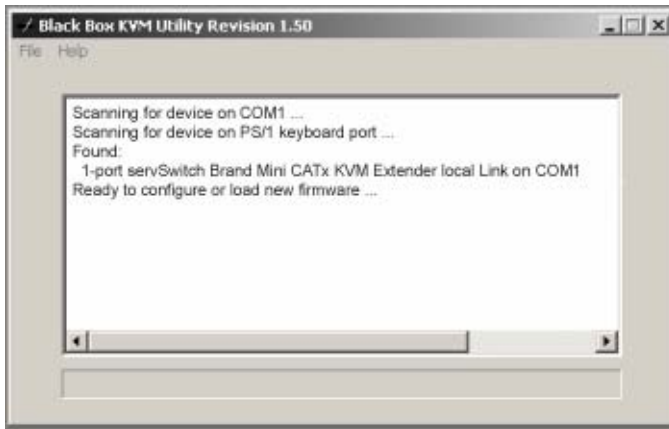 Black Box KVM Utility Revision 1.50
File Help
Scanning for device on COM1 ...
Scanning for device on PS/1 keyboard port ...
Found:
1-port servSwitch Brand Mini CATx KVM Extender local Link on COM1
Ready to configure or load new firmware ...